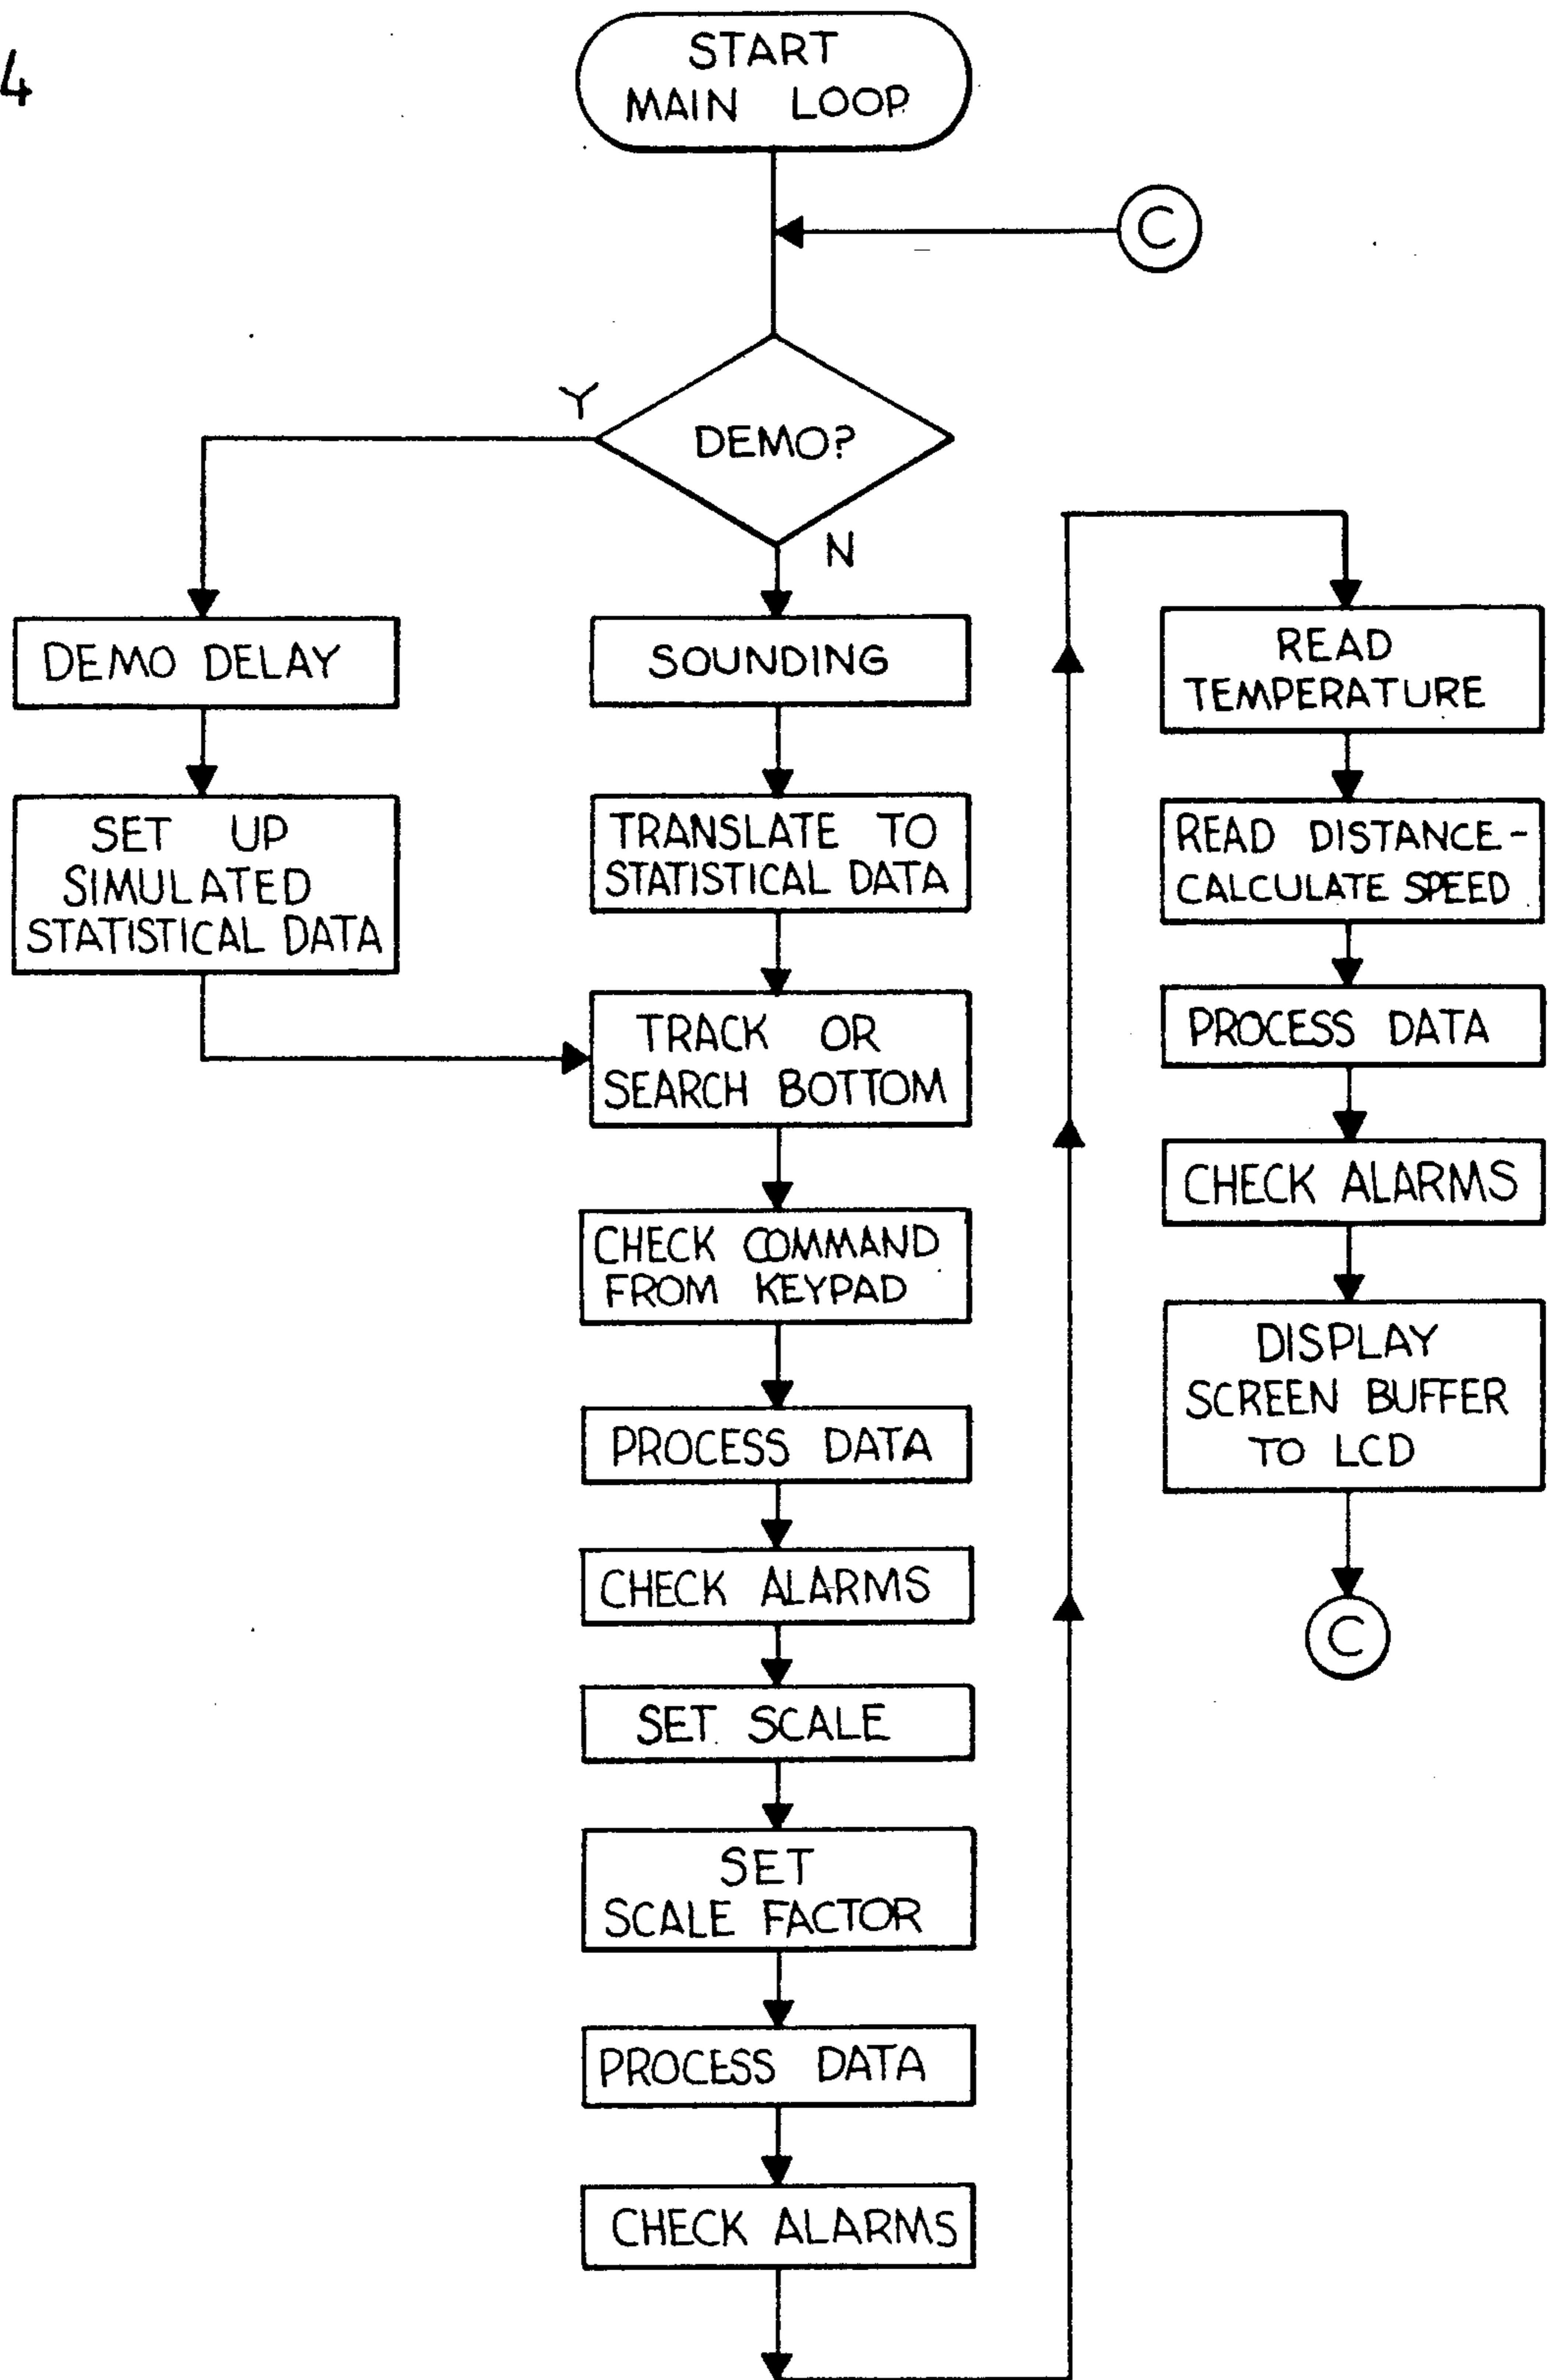 4
START
MAIN LOOP
C
DEMO?
Y
N
DEMO DELAY
SET UP
SIMULATED
STATISTICAL DATA
SOUNDING
TRANSLATE TO
STATISTICAL DATA
TRACK OR
SEARCH BOTTOM
CHECK COMMAND
FROM KEYPAD
PROCESS DATA
CHECK ALARMS
SET SCALE
SET
SCALE FACTOR
PROCESS DATA
CHECK ALARMS
READ
TEMPERATURE
READ DISTANCE-
CALCULATE SPEED
PROCESS DATA
CHECK ALARMS
DISPLAY
SCREEN BUFFER
TO LCD
C